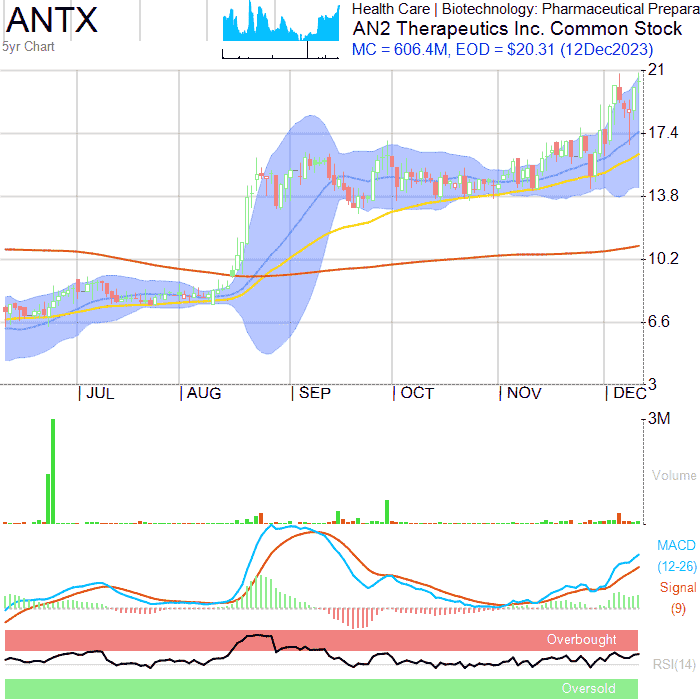 ANTX
5yr Chart
Health Care | Biotechnology: Pharmaceutical Prepara
AN2 Therapeutics Inc. Common Stock
MC = 606.4M, EOD = $20.31 (12Dec2023)
21
17.4
13.8
10.2
6.6
3
JUL
AUG
SEP
OCT
NOV
DEC
3M
Volume
MACD
(12-26)
Signal
(9)
Overbought
RSI(14)
Oversold